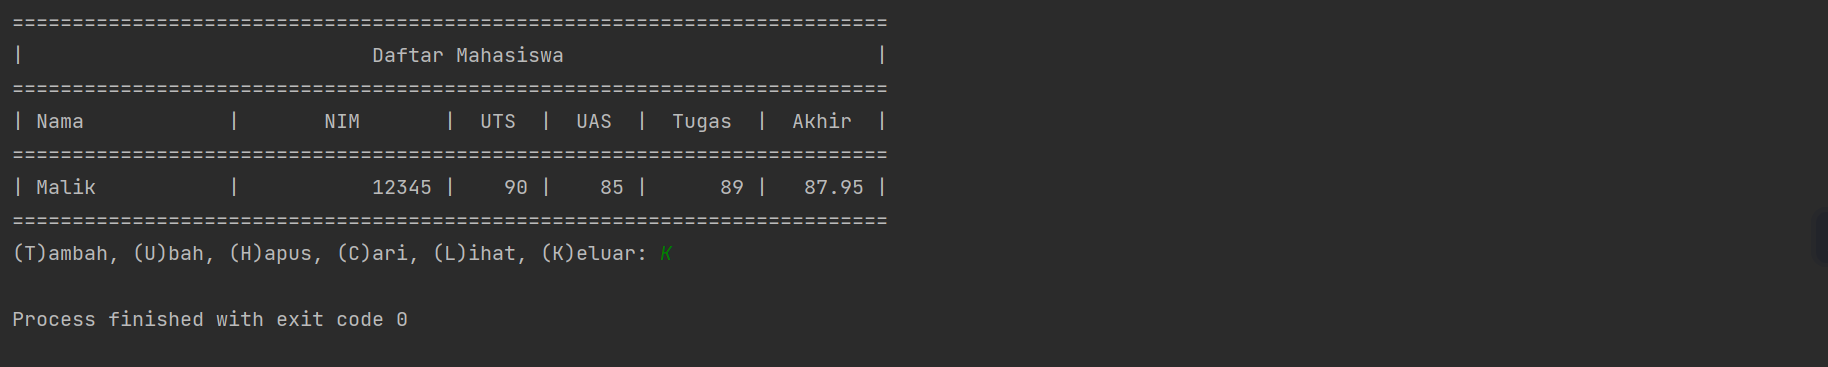 =========================================================================
|                             Daftar Mahasiswa                          |
=========================================================================
| Nama            |       NIM       |  UTS  |  UAS  |  Tugas  |  Akhir  |
=========================================================================
| Malik           |           12345 |    90 |    85 |      89 |   87.95 |
=========================================================================
(T)ambah, (U)bah, (H)apus, (C)ari, (L)ihat, (K)eluar: K
Process finished with exit code 0